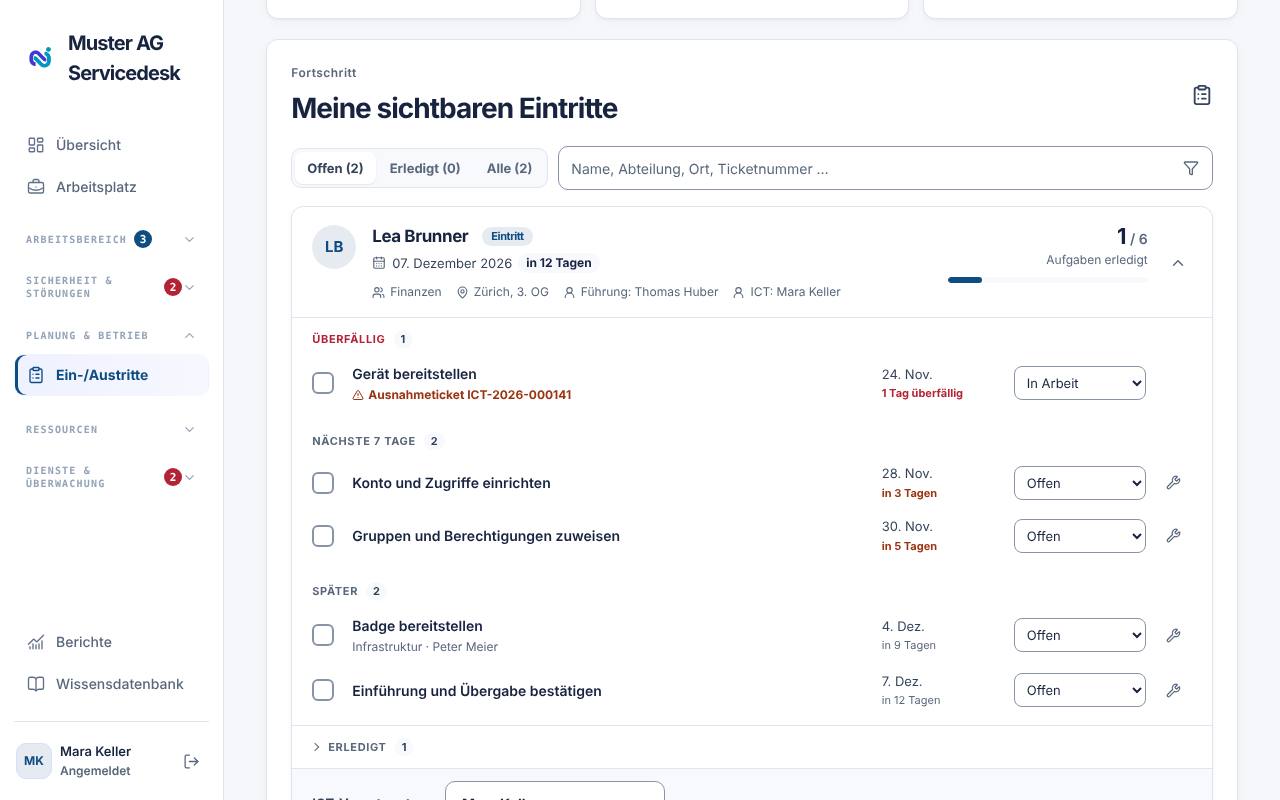 Muster AG
Servicedesk
Übersicht
Arbeitsplatz
ARBEITSBEREICH 3
SICHERHEIT &
STÖRUNGEN 2
PLANUNG & BETRIEB
Ein-/Austritte
RESSOURCEN
DIENSTE &
ÜBERWACHUNG 2
Berichte
Wissensdatenbank
MK
Mara Keller
Angemeldet
Fortschritt
Meine sichtbaren Eintritte
Offen (2) Erledigt (0) Alle (2)
Name, Abteilung, Ort, Ticketnummer ...
LB
Lea Brunner Eintritt
07. Dezember 2026 in 12 Tagen
Finanzen Zürich, 3. OG Führung: Thomas Huber ICT: Mara Keller
1 / 6
Aufgaben erledigt
ÜBERFÄLLIG 1
Gerät bereitstellen
Ausnahmeticket ICT-2026-000141
24. Nov.
1 Tag überfällig
In Arbeit
NÄCHSTE 7 TAGE 2
Konto und Zugriffe einrichten
28. Nov.
in 3 Tagen
Offen
Gruppen und Berechtigungen zuweisen
30. Nov.
in 5 Tagen
Offen
SPÄTER 2
Badge bereitstellen
Infrastruktur · Peter Meier
4. Dez.
in 9 Tagen
Offen
Einführung und Übergabe bestätigen
7. Dez.
in 12 Tagen
Offen
ERLEDIGT 1